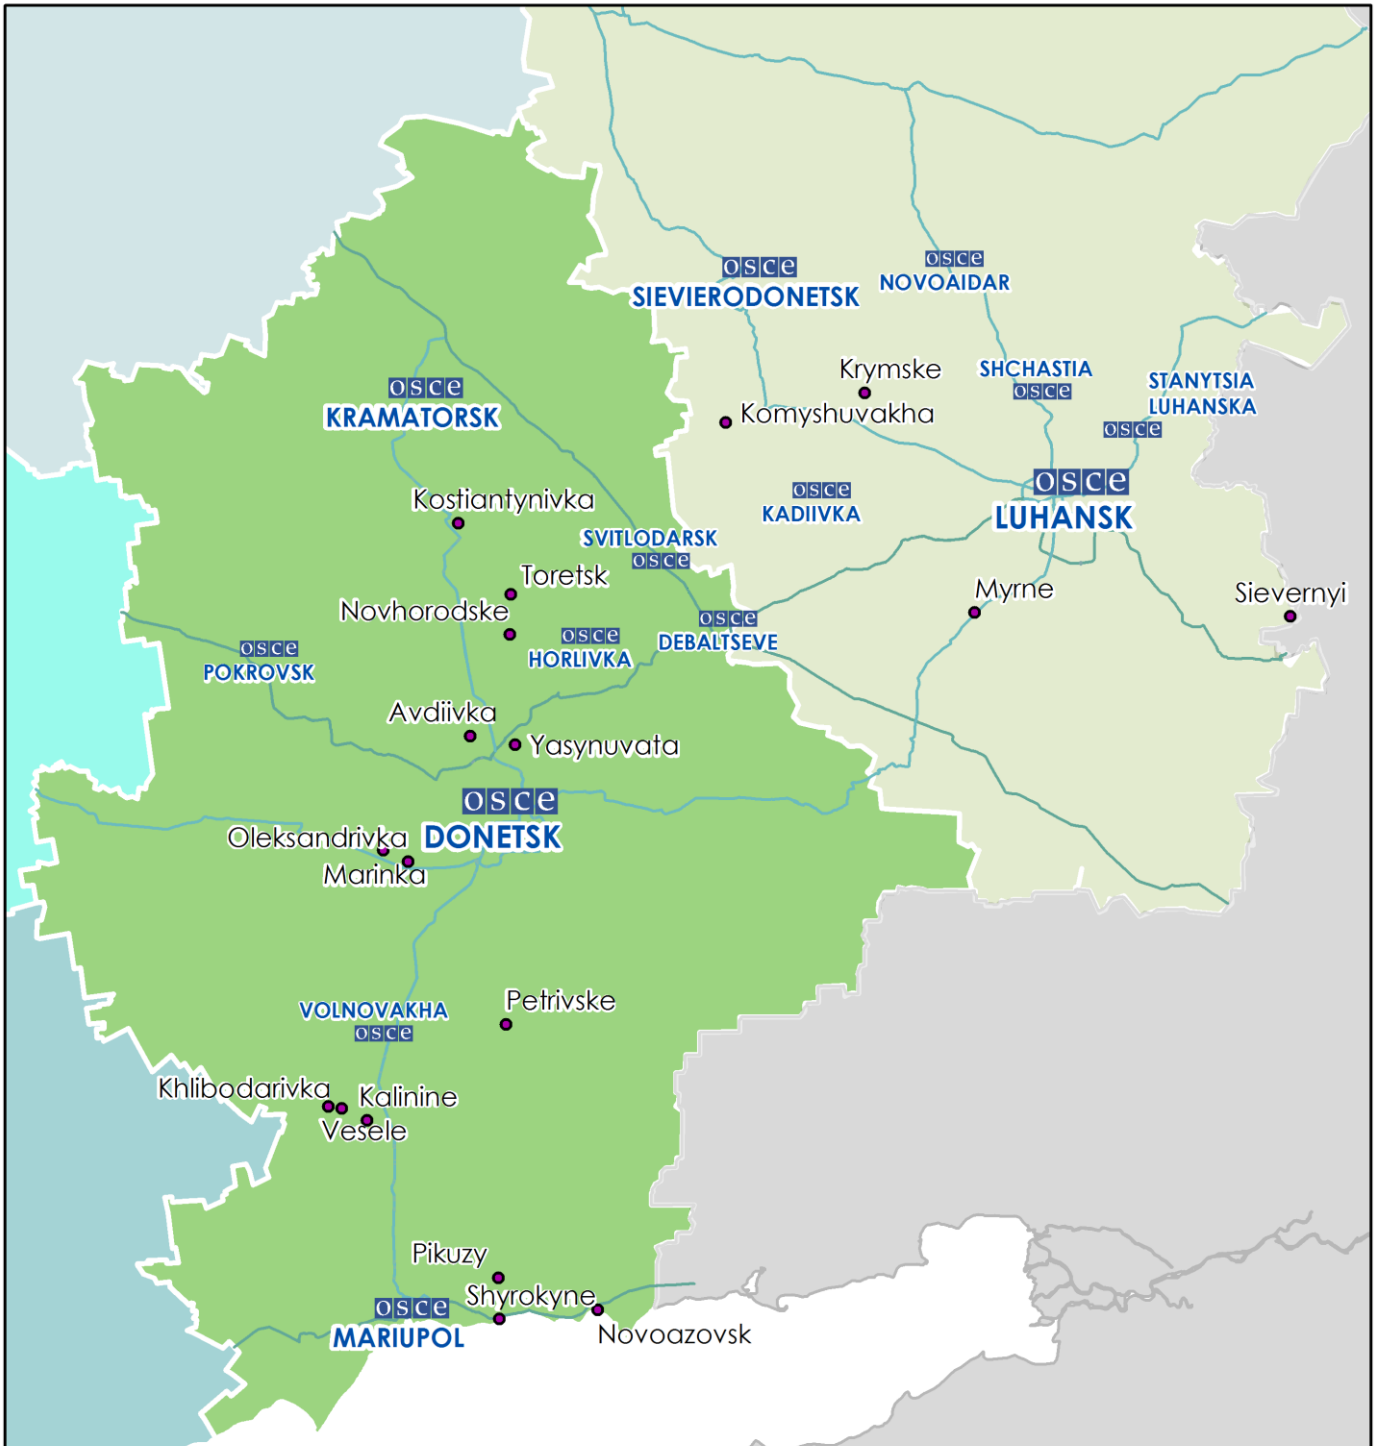 osce
NOVOAIDAR
osce
SIEVIERODONETSK
Krymske
SHCHASTIA
osce
STANYTSIA
LUHANSKA
osce
osce
KRAMATORSK
Komyshuvakha
osce
LUHANSK
osce
KADIIVKA
Kostiantynivka
SVITLODARSK
osce
Toretsk
Myrne
Sievernyi
Novhorodske
osce
DEBALTSEVE
osce
HORLIVKA
osce
POKROVSK
Avdiivka
Yasynuvata
osce
DONETSK
Oleksandrivka
Marinka
Petrivske
VOLNOVAKHA
osce
Khlibodarivka
Kalinine
Vesele
Pikuzy
Shyrokyne
osce
MARIUPOL
Novoazovsk